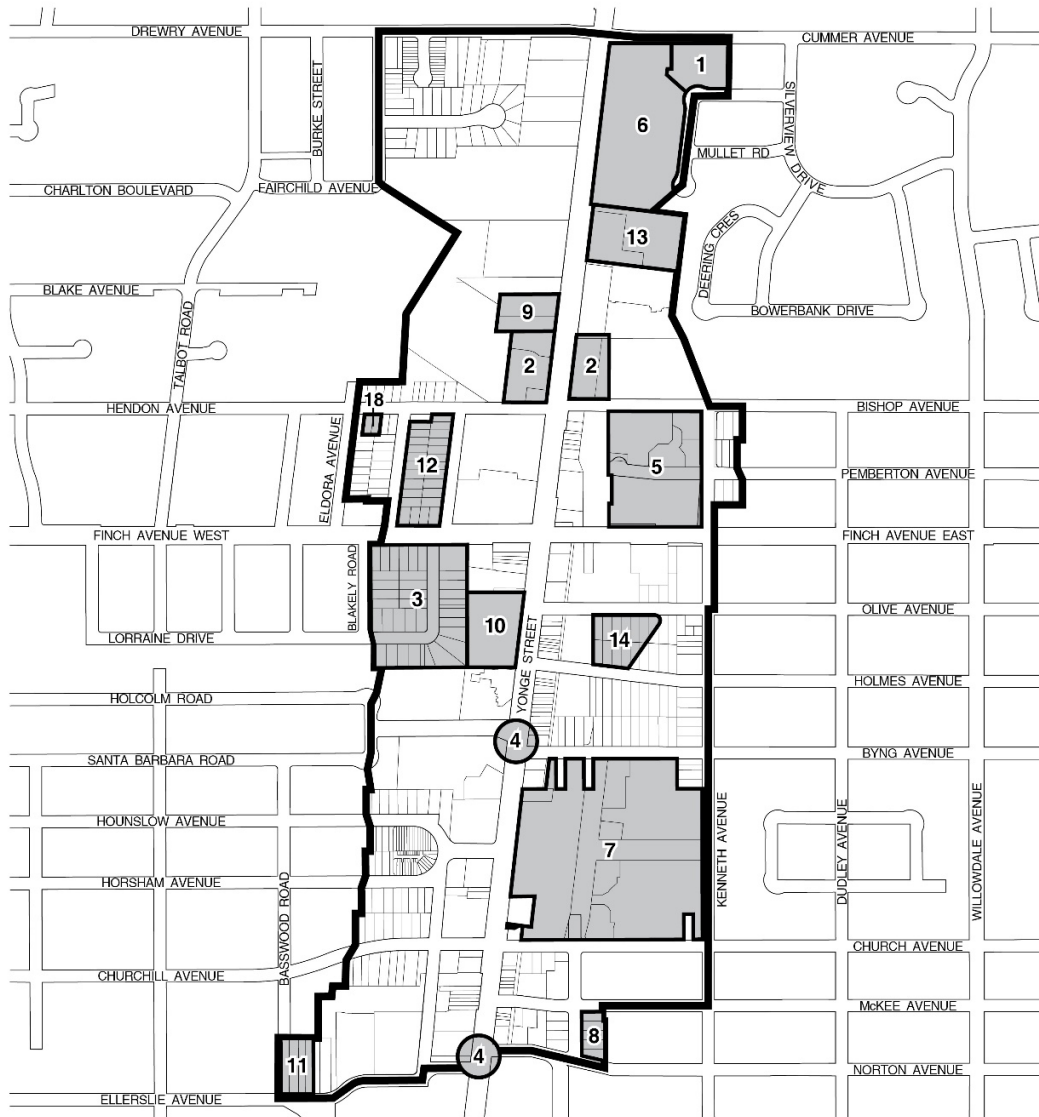 DREWRY AVENUE
CUMMER AVENUE
BURKE STREET
1
SILVERVIEW DRIVE
6
MULLET RD
CHARLTON BOULEVARD
FAIRCHILD AVENUE
13
DEERING CRES
BLAKE AVENUE
TALBOT ROAD
9
BOWERBANK DRIVE
2
2
18
HENDON AVENUE
BISHOP AVENUE
ELDORA AVENUE
12
5
PEMBERTON AVENUE
FINCH AVENUE WEST
FINCH AVENUE EAST
BLAKELY ROAD
3
10
YONGE STREET
14
OLIVE AVENUE
LORRAINE DRIVE
HOLCOLM ROAD
HOLMES AVENUE
4
SANTA BARBARA ROAD
BYNG AVENUE
HOUNSLOW AVENUE
7
KENNETH AVENUE
DUDLEY AVENUE
WILLOWDALE AVENUE
HORSHAM AVENUE
BASSWOOD ROAD
CHURCHILL AVENUE
CHURCH AVENUE
McKEE AVENUE
8
11
4
NORTON AVENUE
ELLERSLIE AVENUE